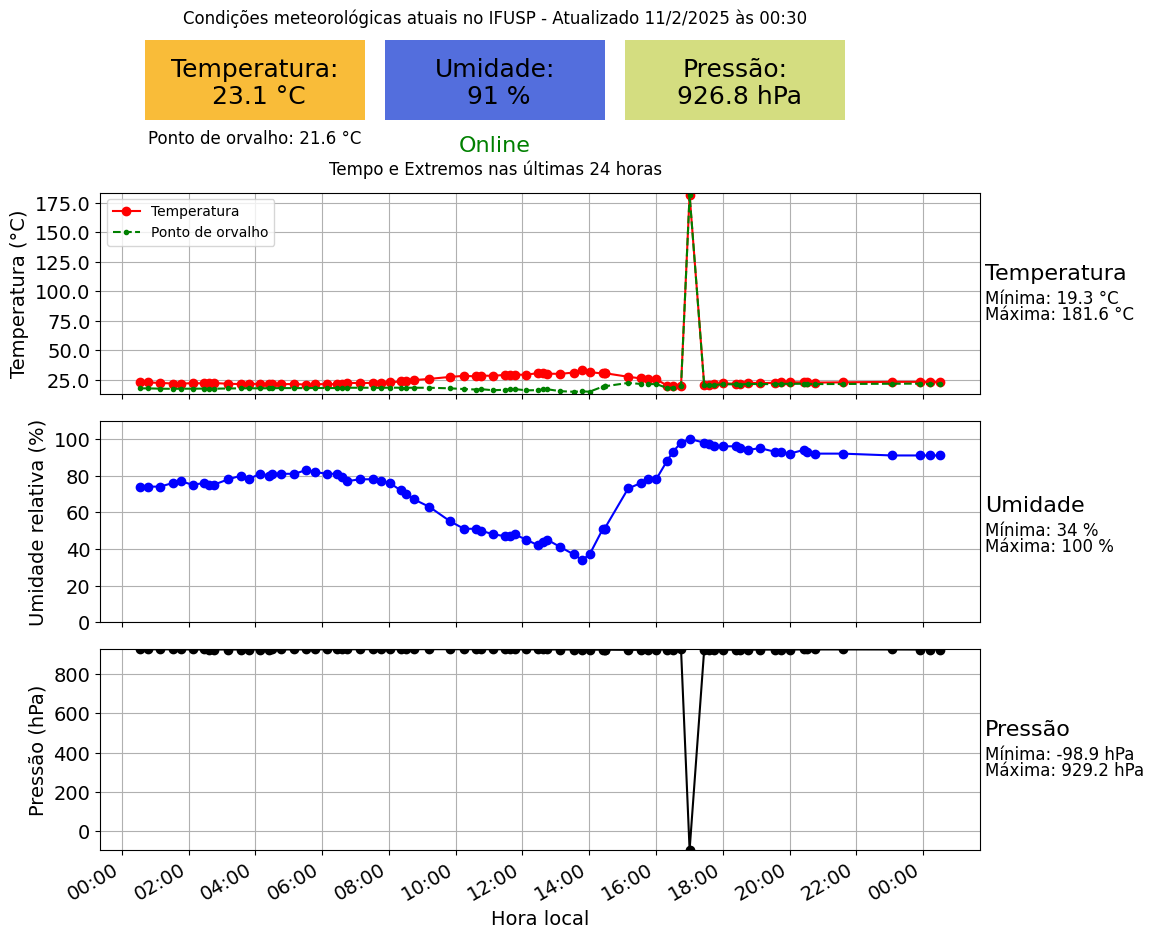 Condições meteorológicas atuais no IFUSP - Atualizado 11/2/2025 às 00:30
Temperatura:
23.1 °C
Umidade:
91 %
Pressão:
926.8 hPa
Ponto de orvalho: 21.6 °C
Online
Tempo e Extremos nas últimas 24 horas
Temperatura (°C)
175.0
150.0
125.0
100.0
75.0
50.0
25.0
Temperatura
Ponto de orvalho
Temperatura
Mínima: 19.3 °C
Máxima: 181.6 °C
Umidade relativa (%)
100
80
60
40
20
0
Umidade
Mínima: 34 %
Máxima: 100 %
Pressão (hPa)
800
600
400
200
0
Pressão
Mínima: -98.9 hPa
Máxima: 929.2 hPa
00:00
02:00
04:00
06:00
08:00
10:00
12:00
14:00
16:00
18:00
20:00
22:00
00:00
Hora local